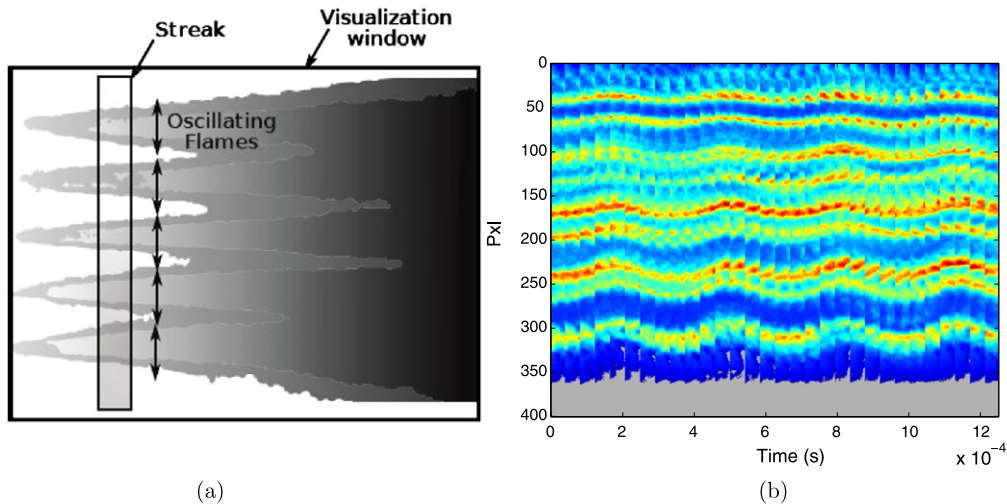 Streak
Visualization
window
Oscillating
Flames
(a)
0
50
100
150
200
250
300
350
400
Pxl
0
2
4
6
8
10
12
Time (s)
x 10⁻⁴
(b)